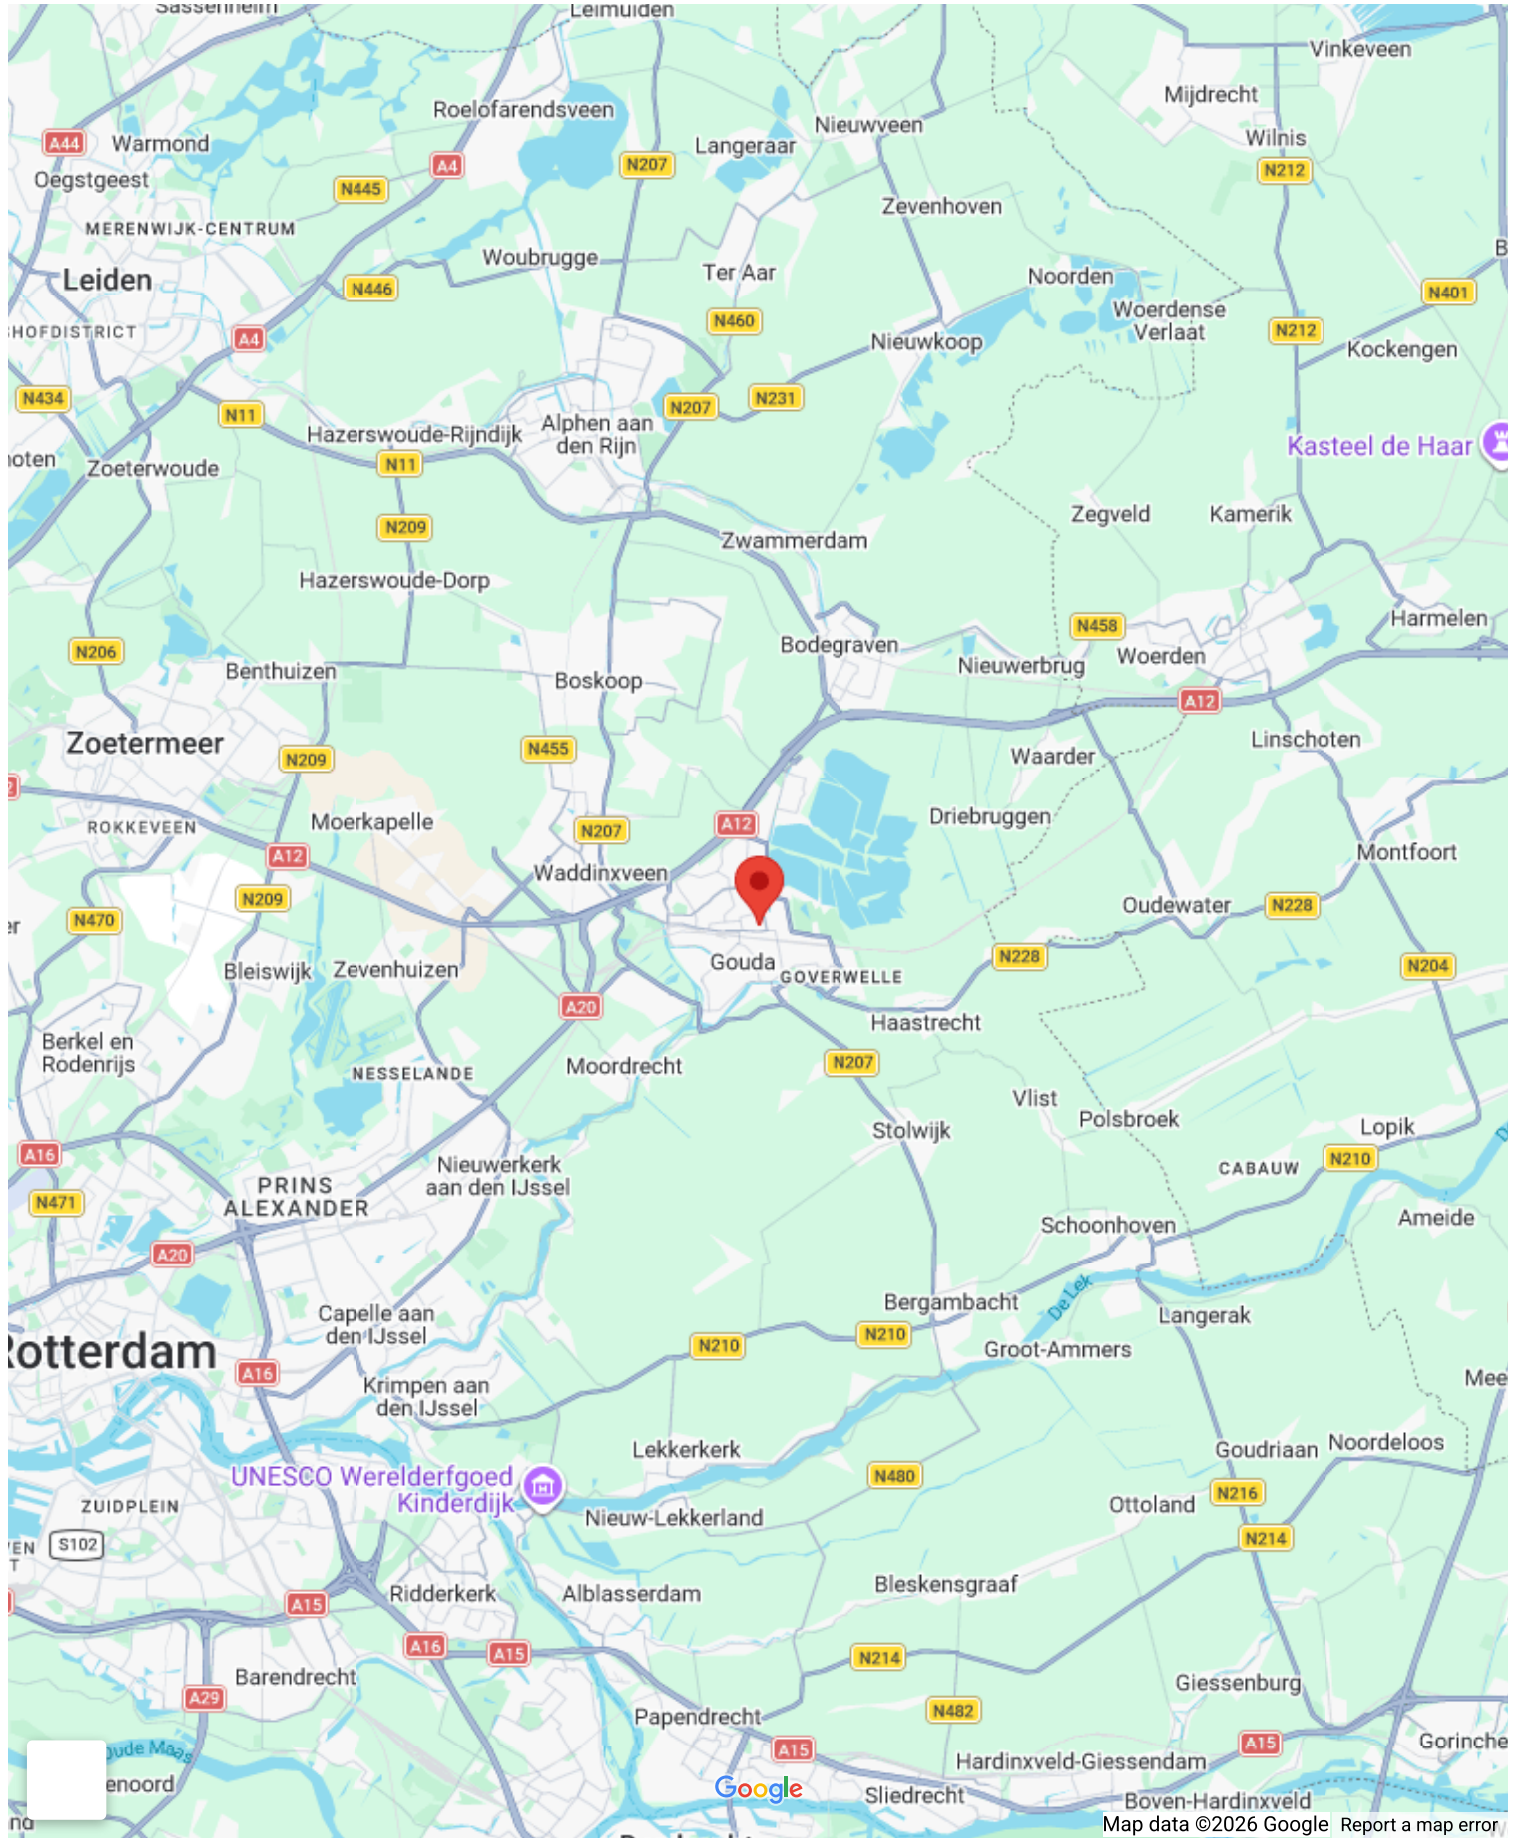 Sassenheim
Leimuiden
Vinkeveen
Mijdrecht
Roelofarendsveen
Nieuwveen
A44
Warmond
Langeraar
Wilnis
A4
N207
N212
Oegstgeest
N445
Zevenhoven
MERENWIJK-CENTRUM
Woubrugge
Ter Aar
Noorden
Leiden
N446
N401
Woerdense
Verlaat
N460
HOFDISTRICT
A4
Nieuwkoop
N212
Kockengen
N434
N11
N207
N231
Alphen aan
den Rijn
Hazerswoude-Rijndijk
Kasteel de Haar
oten
Zoeterwoude
N11
Zegveld
Kamerik
N209
Zwammerdam
Hazerswoude-Dorp
Harmelen
N458
N206
Bodegraven
Nieuwerbrug
Woerden
Benthuizen
Boskoop
A12
Zoetermeer
N209
N455
Waarder
Linschoten
ROKKEVEEN
Moerkapelle
N207
A12
Driebruggen
A12
Waddinxveen
Montfoort
N209
N470
Oudewater
N228
Bleiswijk
Zevenhuizen
Gouda
GOVERWELLE
N228
N204
A20
Haastrecht
Berkel en
Rodenrijs
NESSELANDE
Moordrecht
N207
Vlist
Polsbroek
Stolwijk
Lopik
A16
N210
CABAUW
Nieuwerkerk
aan den IJssel
PRINS
ALEXANDER
N471
Ameide
Schoonhoven
A20
De Lek
Bergambacht
Langerak
Capelle aan
den IJssel
N210
N210
Groot-Ammers
Rotterdam
A16
Mee
Krimpen aan
den IJssel
Lekkerkerk
Goudriaan
Noordeloos
UNESCO Werelderfgoed
Kinderdijk
N480
N216
ZUIDPLEIN
Nieuw-Lekkerland
Ottoland
S102
N214
Ridderkerk
Alblasserdam
Bleskensgraaf
A15
A16
A15
N214
Barendrecht
Giessenburg
A29
N482
Papendrecht
Oude Maas
A15
A15
Gorinche
Hardinxveld-Giessendam
enoord
Google
Sliedrecht
Boven-Hardinxveld
Map data ©2026 Google
Report a map error